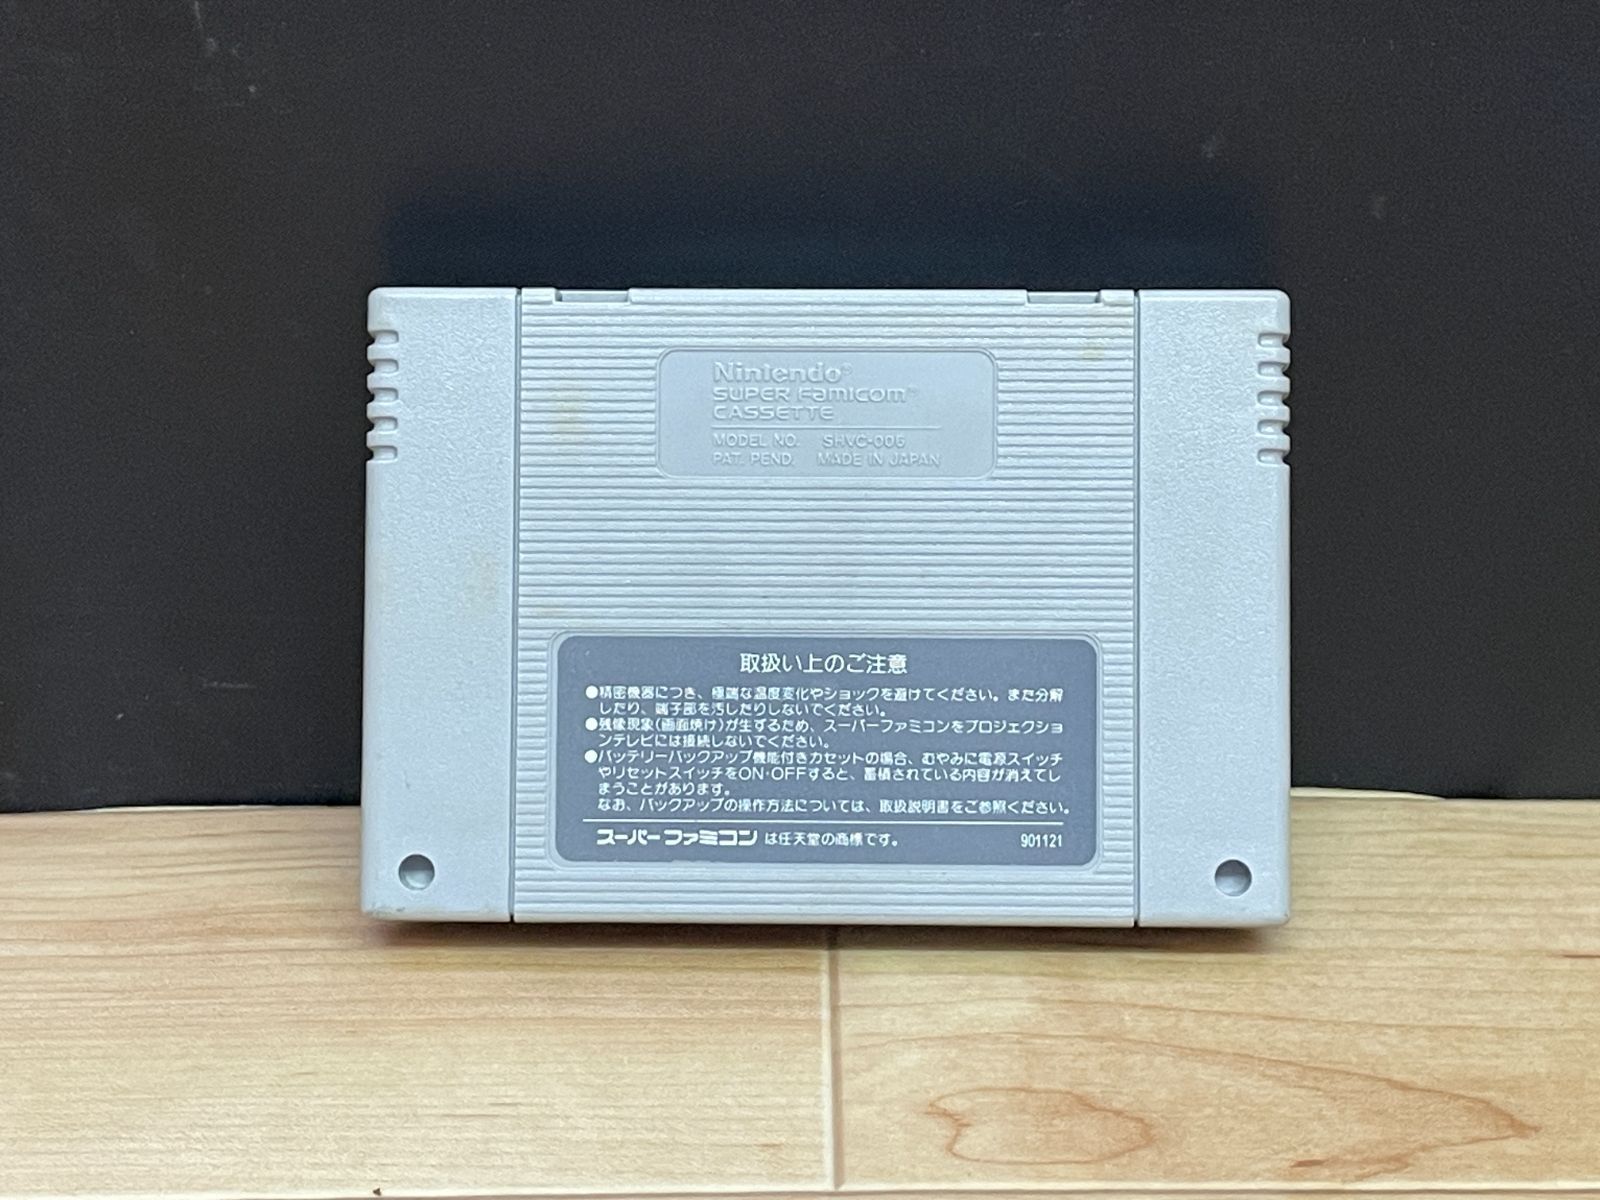 Nintendo®
SUPER Famicom™
CASSETTE
MODEL NO. SHVC-006
PAT. PEND. MADE IN JAPAN
取扱い上のご注意
●精密機器につき、極端な温度変化やショックを避けてください。また分解
したり、端子部を汚したりしないでください。
●残像現象(画面焼け)が生ずるため、スーパーファミコンをプロジェクショ
ンテレビには接続しないでください。
●バッテリーバックアップ機能付きカセットの場合、むやみに電源スイッチ
やリセットスイッチをON・OFFすると、蓄積されている内容が消えてし
まうことがあります。
なお、バックアップの操作方法については、取扱説明書をご参照ください。
スーパーファミコン は任天堂の商標です。 901121